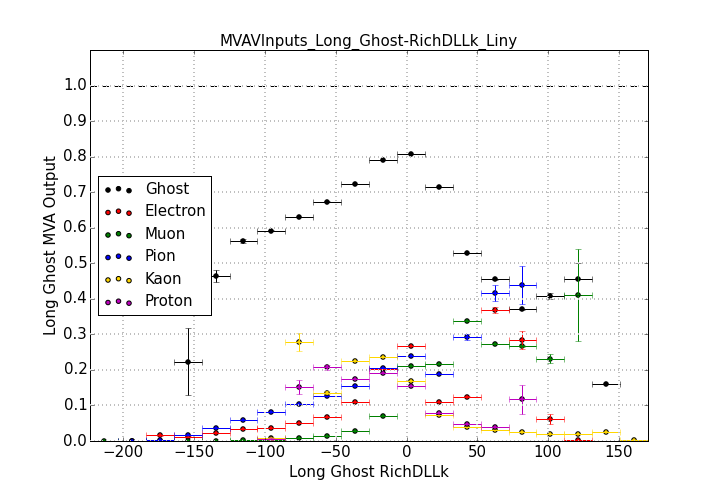 MVAVInputs_Long_Ghost-RichDLLk_Liny
1.0
0.9
0.8
0.7
0.6
0.5
0.4
0.3
0.2
0.1
0.0
Long Ghost MVA Output
Ghost
Electron
Muon
Pion
Kaon
Proton
−200 −150 −100 −50 0 50 100 150
Long Ghost RichDLLk